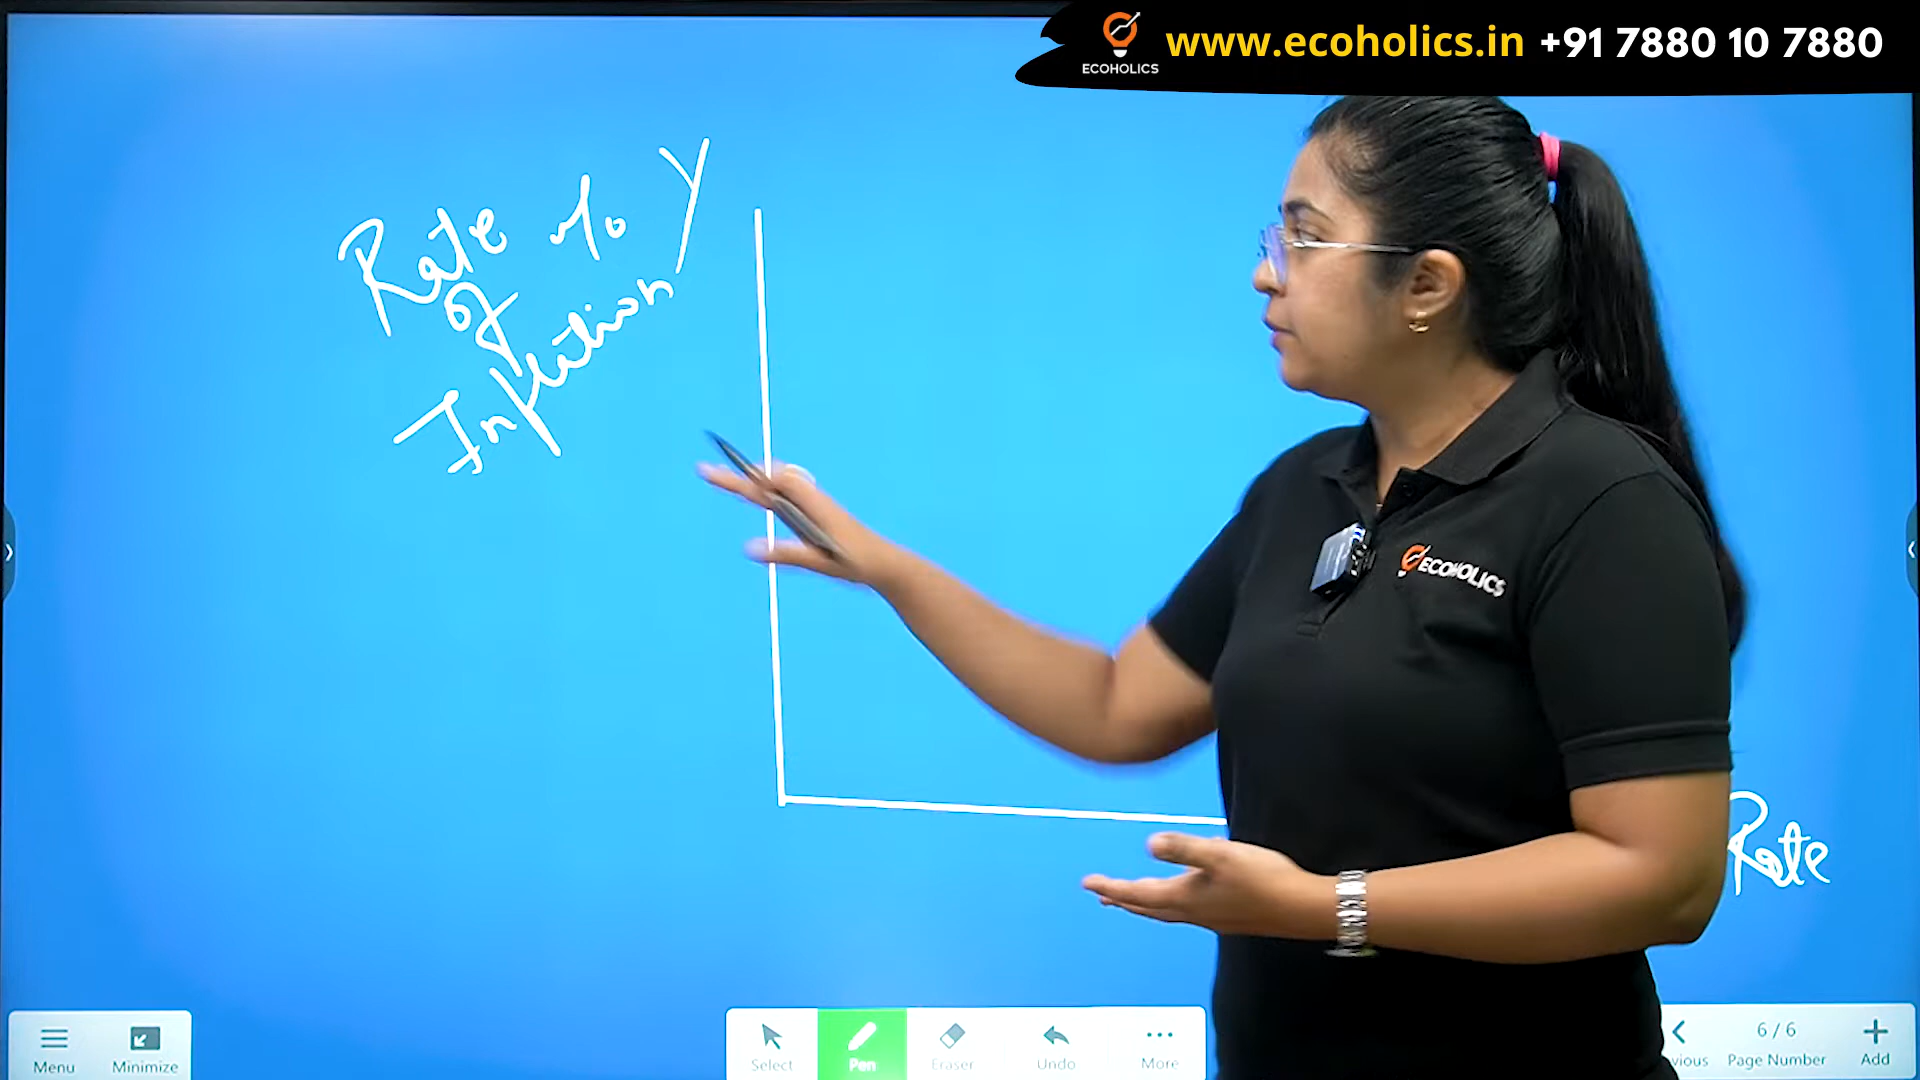 www.ecoholics.in +91 7880 10 7880
ECOHOLICS
Rate % Y
of
Infltion
ECOHOLICS
Rate
Menu
Minimize
Select
Pen
Eraser
Undo
More
6 / 6
vious
Page Number
Add